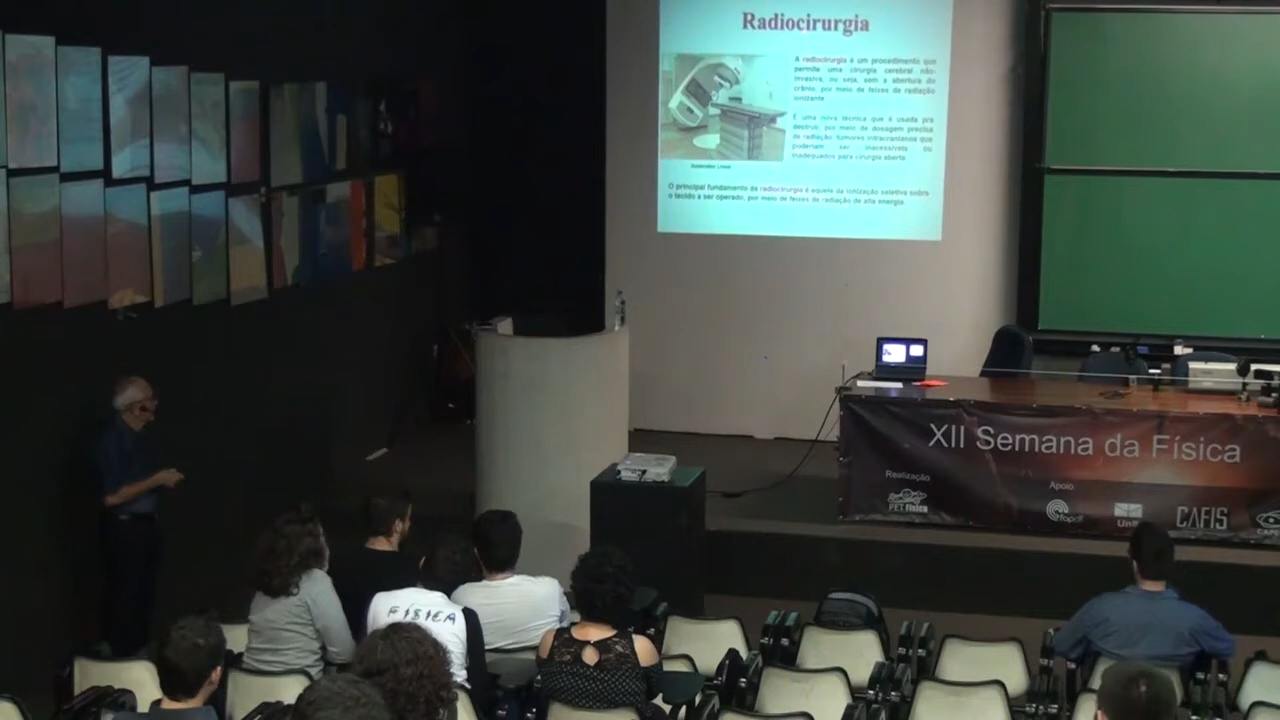 Radiocirurgia
A radiocirurgia é um procedimento que
permite uma cirurgia cerebral não-
invasiva, ou seja, sem a abertura do
crânio, por meio de feixes de radiação
ionizante.
É uma nova técnica que é usada pra
destruir, por meio de dosagem precisa
de radiação, tumores intracranianos que
poderiam ser inacessíveis ou
inadequados para cirurgia aberta.
Acelerador Linear
O principal fundamento da radiocirurgia é aquele da ionização seletiva sobre
o tecido a ser operado, por meio de feixes de radiação de alta energia.
XII Semana da Física
Realização
Apoio
PET Física
CAFIS
FÍSICA